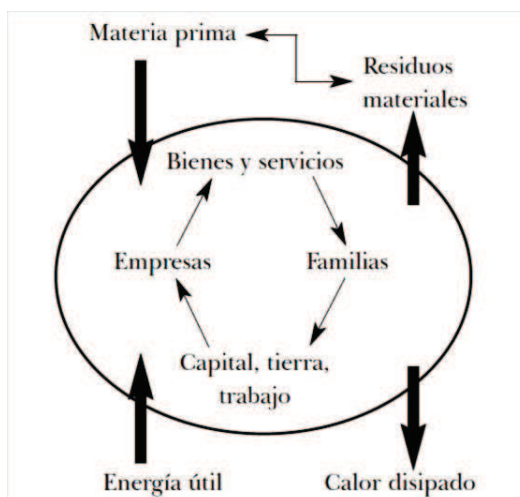 Materia prima
Residuos
materiales
Bienes y servicios
Empresas
Familias
Capital, tierra,
trabajo
Energía útil
Calor disipado